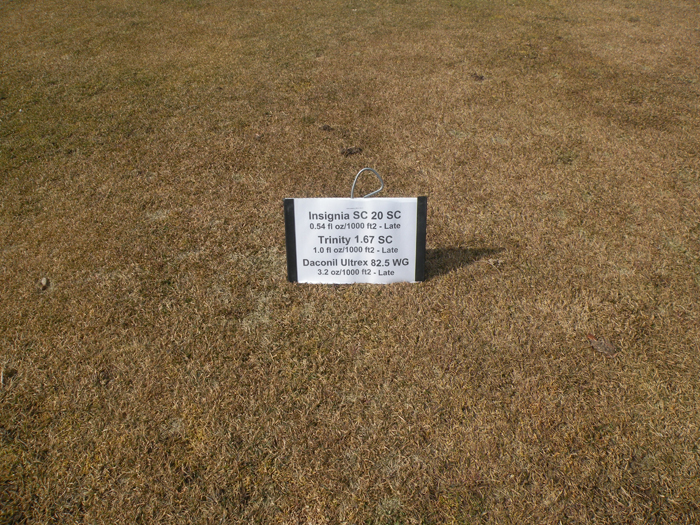 Insignia SC 20 SC
0.54 fl oz/1000 ft2 - Late
Trinity 1.67 SC
1.0 fl oz/1000 ft2 - Late
Daconil Ultrex 82.5 WG
3.2 oz/1000 ft2 - Late